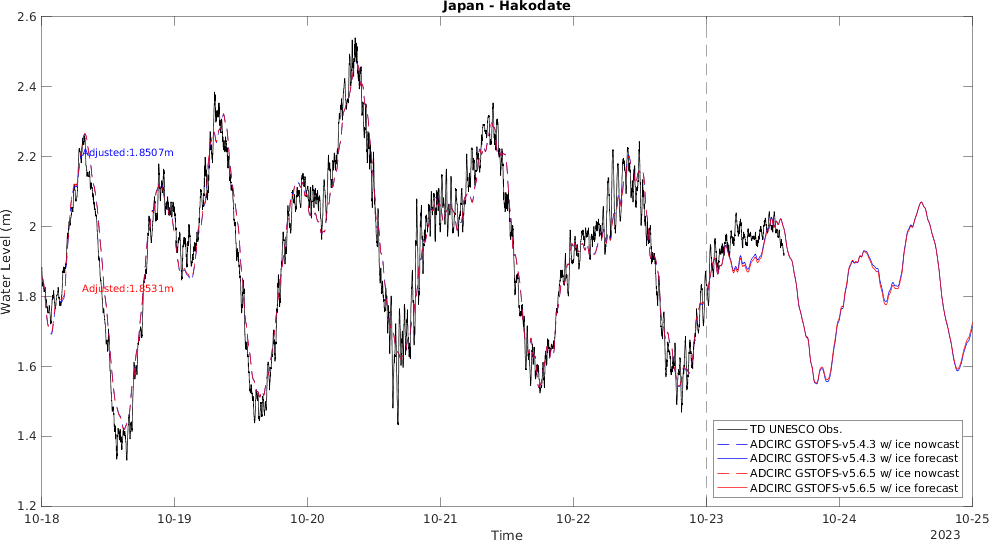 Japan - Hakodate
2.6
2.4
2.2
2
1.8
1.6
1.4
1.2
Water Level (m)
Adjusted:1.8507m
Adjusted:1.8531m
TD UNESCO Obs.
ADCIRC GSTOFS-v5.4.3 w/ ice nowcast
ADCIRC GSTOFS-v5.4.3 w/ ice forecast
ADCIRC GSTOFS-v5.6.5 w/ ice nowcast
ADCIRC GSTOFS-v5.6.5 w/ ice forecast
10-18 10-19 10-20 10-21 10-22 10-23 10-24 10-25
Time
2023